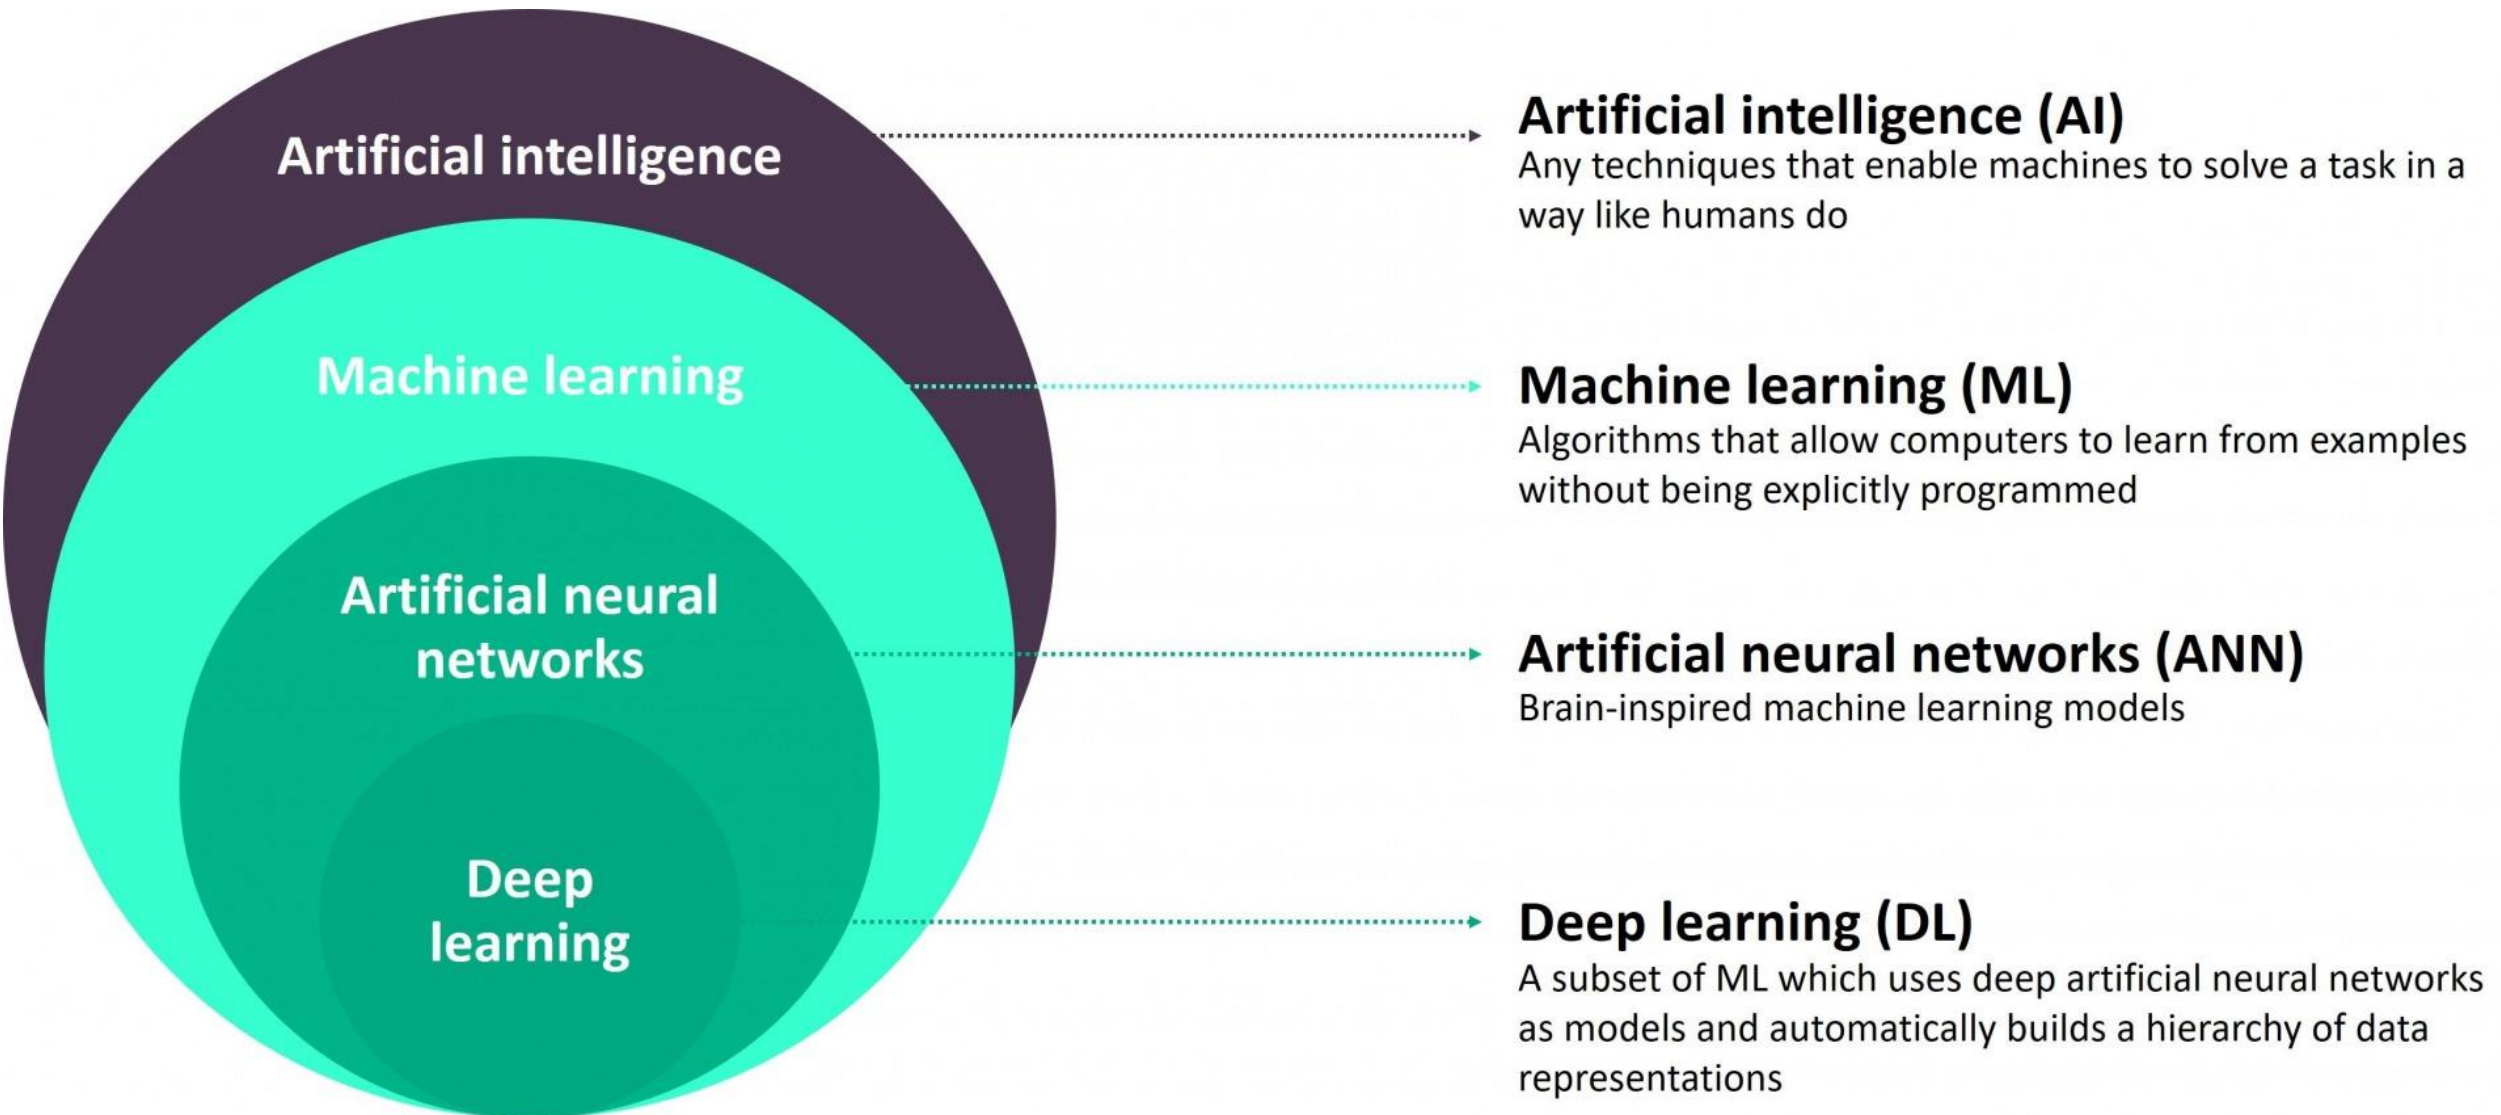 Artificial intelligence
Machine learning
Artificial neural
networks
Deep
learning
Artificial intelligence (AI)
Any techniques that enable machines to solve a task in a
way like humans do
Machine learning (ML)
Algorithms that allow computers to learn from examples
without being explicitly programmed
Artificial neural networks (ANN)
Brain-inspired machine learning models
Deep learning (DL)
A subset of ML which uses deep artificial neural networks
as models and automatically builds a hierarchy of data
representations